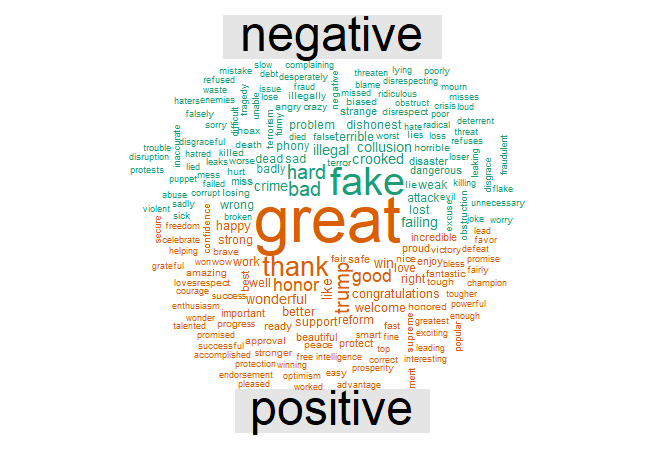 negative
slow complaining
mistake debt desperately threaten lying poorly
refused fraud negative blame disrespecting
waste tragedy unable issue illegally missed ridiculous mourn
haters enemies lose angry crazy biased obstruct crisis misses
falsely difficult terrorism funny strange disrespect poor loud
sorry hoax problem dishonest hate radical deterrent
inaccurate disgraceful died false terrible worst lies loss threat
trouble death phony illegal collusion horrible refuses fraudulent
disruption hatred killed dead sad terror crooked disaster loser leaking
protests lied leaks worse badly hard dangerous disgrace
puppet mess hurt crime bad fake lie weak killing flake
abuse failed miss attack evil unnecessary
sadly corrupt losing wrong lost excuse obstruction
violent sick broken great failing joke worry
secure freedom confidence happy incredible lead
celebrate strong proud victory defeat favor
helping brave fair safe nice enjoy bless promise
grateful won wow work thank win love fantastic fairly
amazing best well trump good right tough champion
loves respect honor like congratulations tougher
courage success wonderful welcome honored powerful
enthusiasm important better support reform supreme greatest enough
wonder progress ready fast exciting popular
talented promised beautiful smart fine
successful approval peace protect top leading
accomplished stronger free intelligence correct interesting
protection winning prosperity
endorsement optimism easy merit
pleased worked advantage
positive